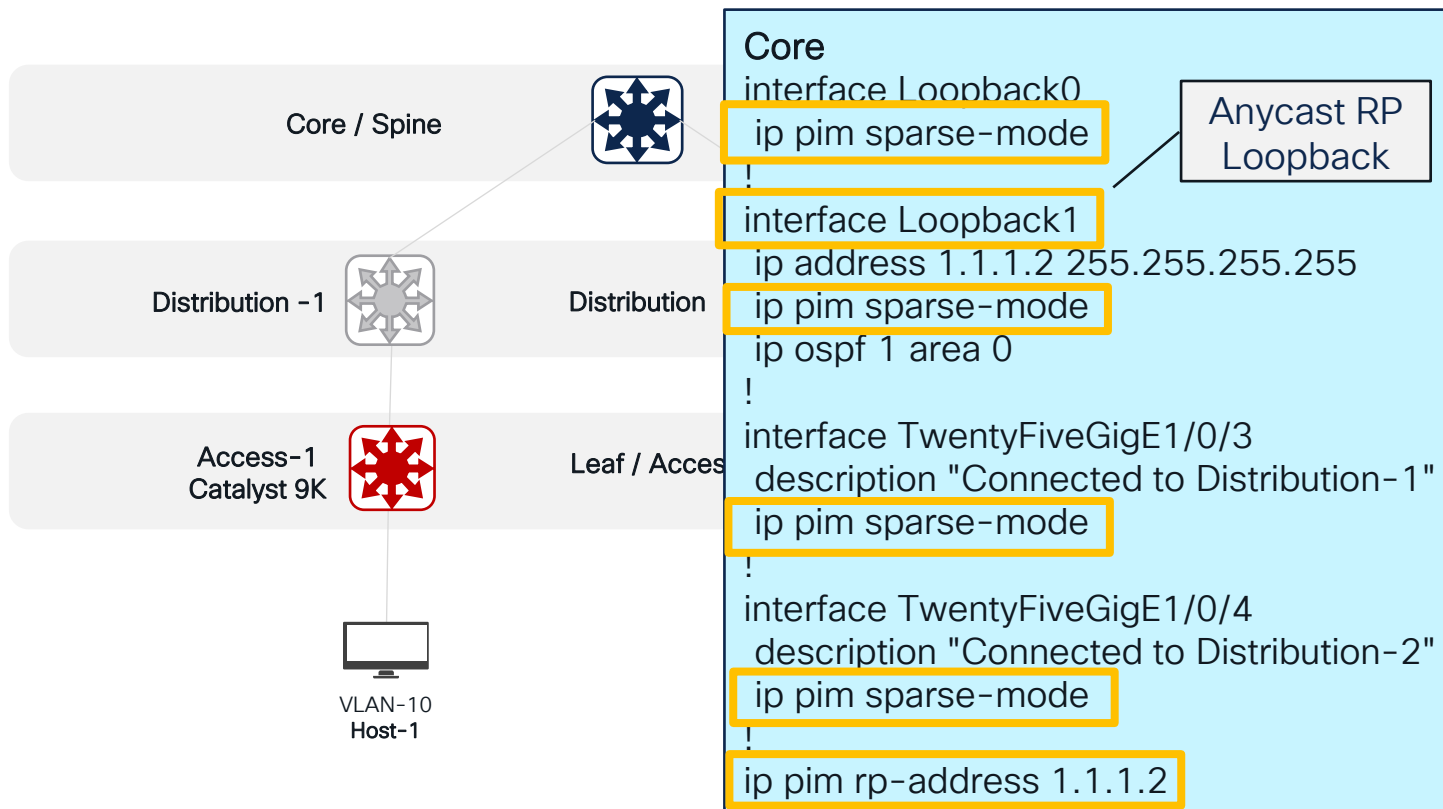 Core / Spine
Distribution -1
Distribution
Access-1
Catalyst 9K
Leaf / Acces
VLAN-10
Host-1
Core
interface Loopback0
ip pim sparse-mode
!
interface Loopback1
ip address 1.1.1.2 255.255.255.255
ip pim sparse-mode
ip ospf 1 area 0
!
interface TwentyFiveGigE1/0/3
description "Connected to Distribution-1"
ip pim sparse-mode
!
interface TwentyFiveGigE1/0/4
description "Connected to Distribution-2"
ip pim sparse-mode
!
ip pim rp-address 1.1.1.2
Anycast RP
Loopback